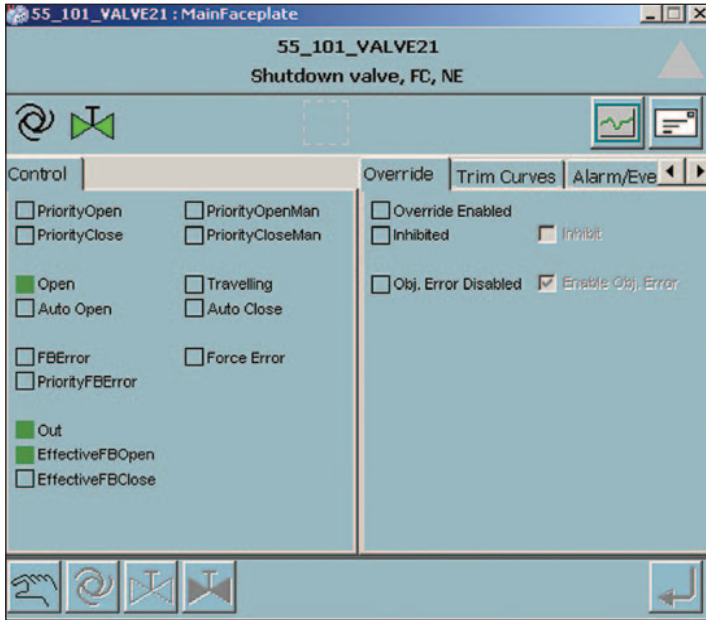 55_101_VALVE21 : MainFaceplate
55_101_VALVE21
Shutdown valve, FC, NE
Control
Override Trim Curves Alarm/Eve
PriorityOpen PriorityOpenMan
PriorityClose PriorityCloseMan
Open Travelling
Auto Open Auto Close
FBError Force Error
PriorityFBError
Out
EffectiveFBOpen
EffectiveFBClose
Override Enabled
Inhibited Inhibit
Obj. Error Disabled Enable Obj. Error